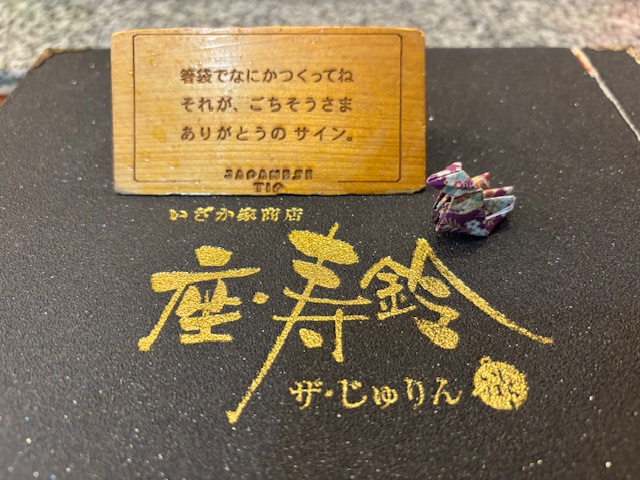 箸袋でなにかつくってね
それが、ごちそうさま
ありがとうの サイン。
JAPANESE
TIP
いざか家商店
座・寿鈴
ザ・じゅりん